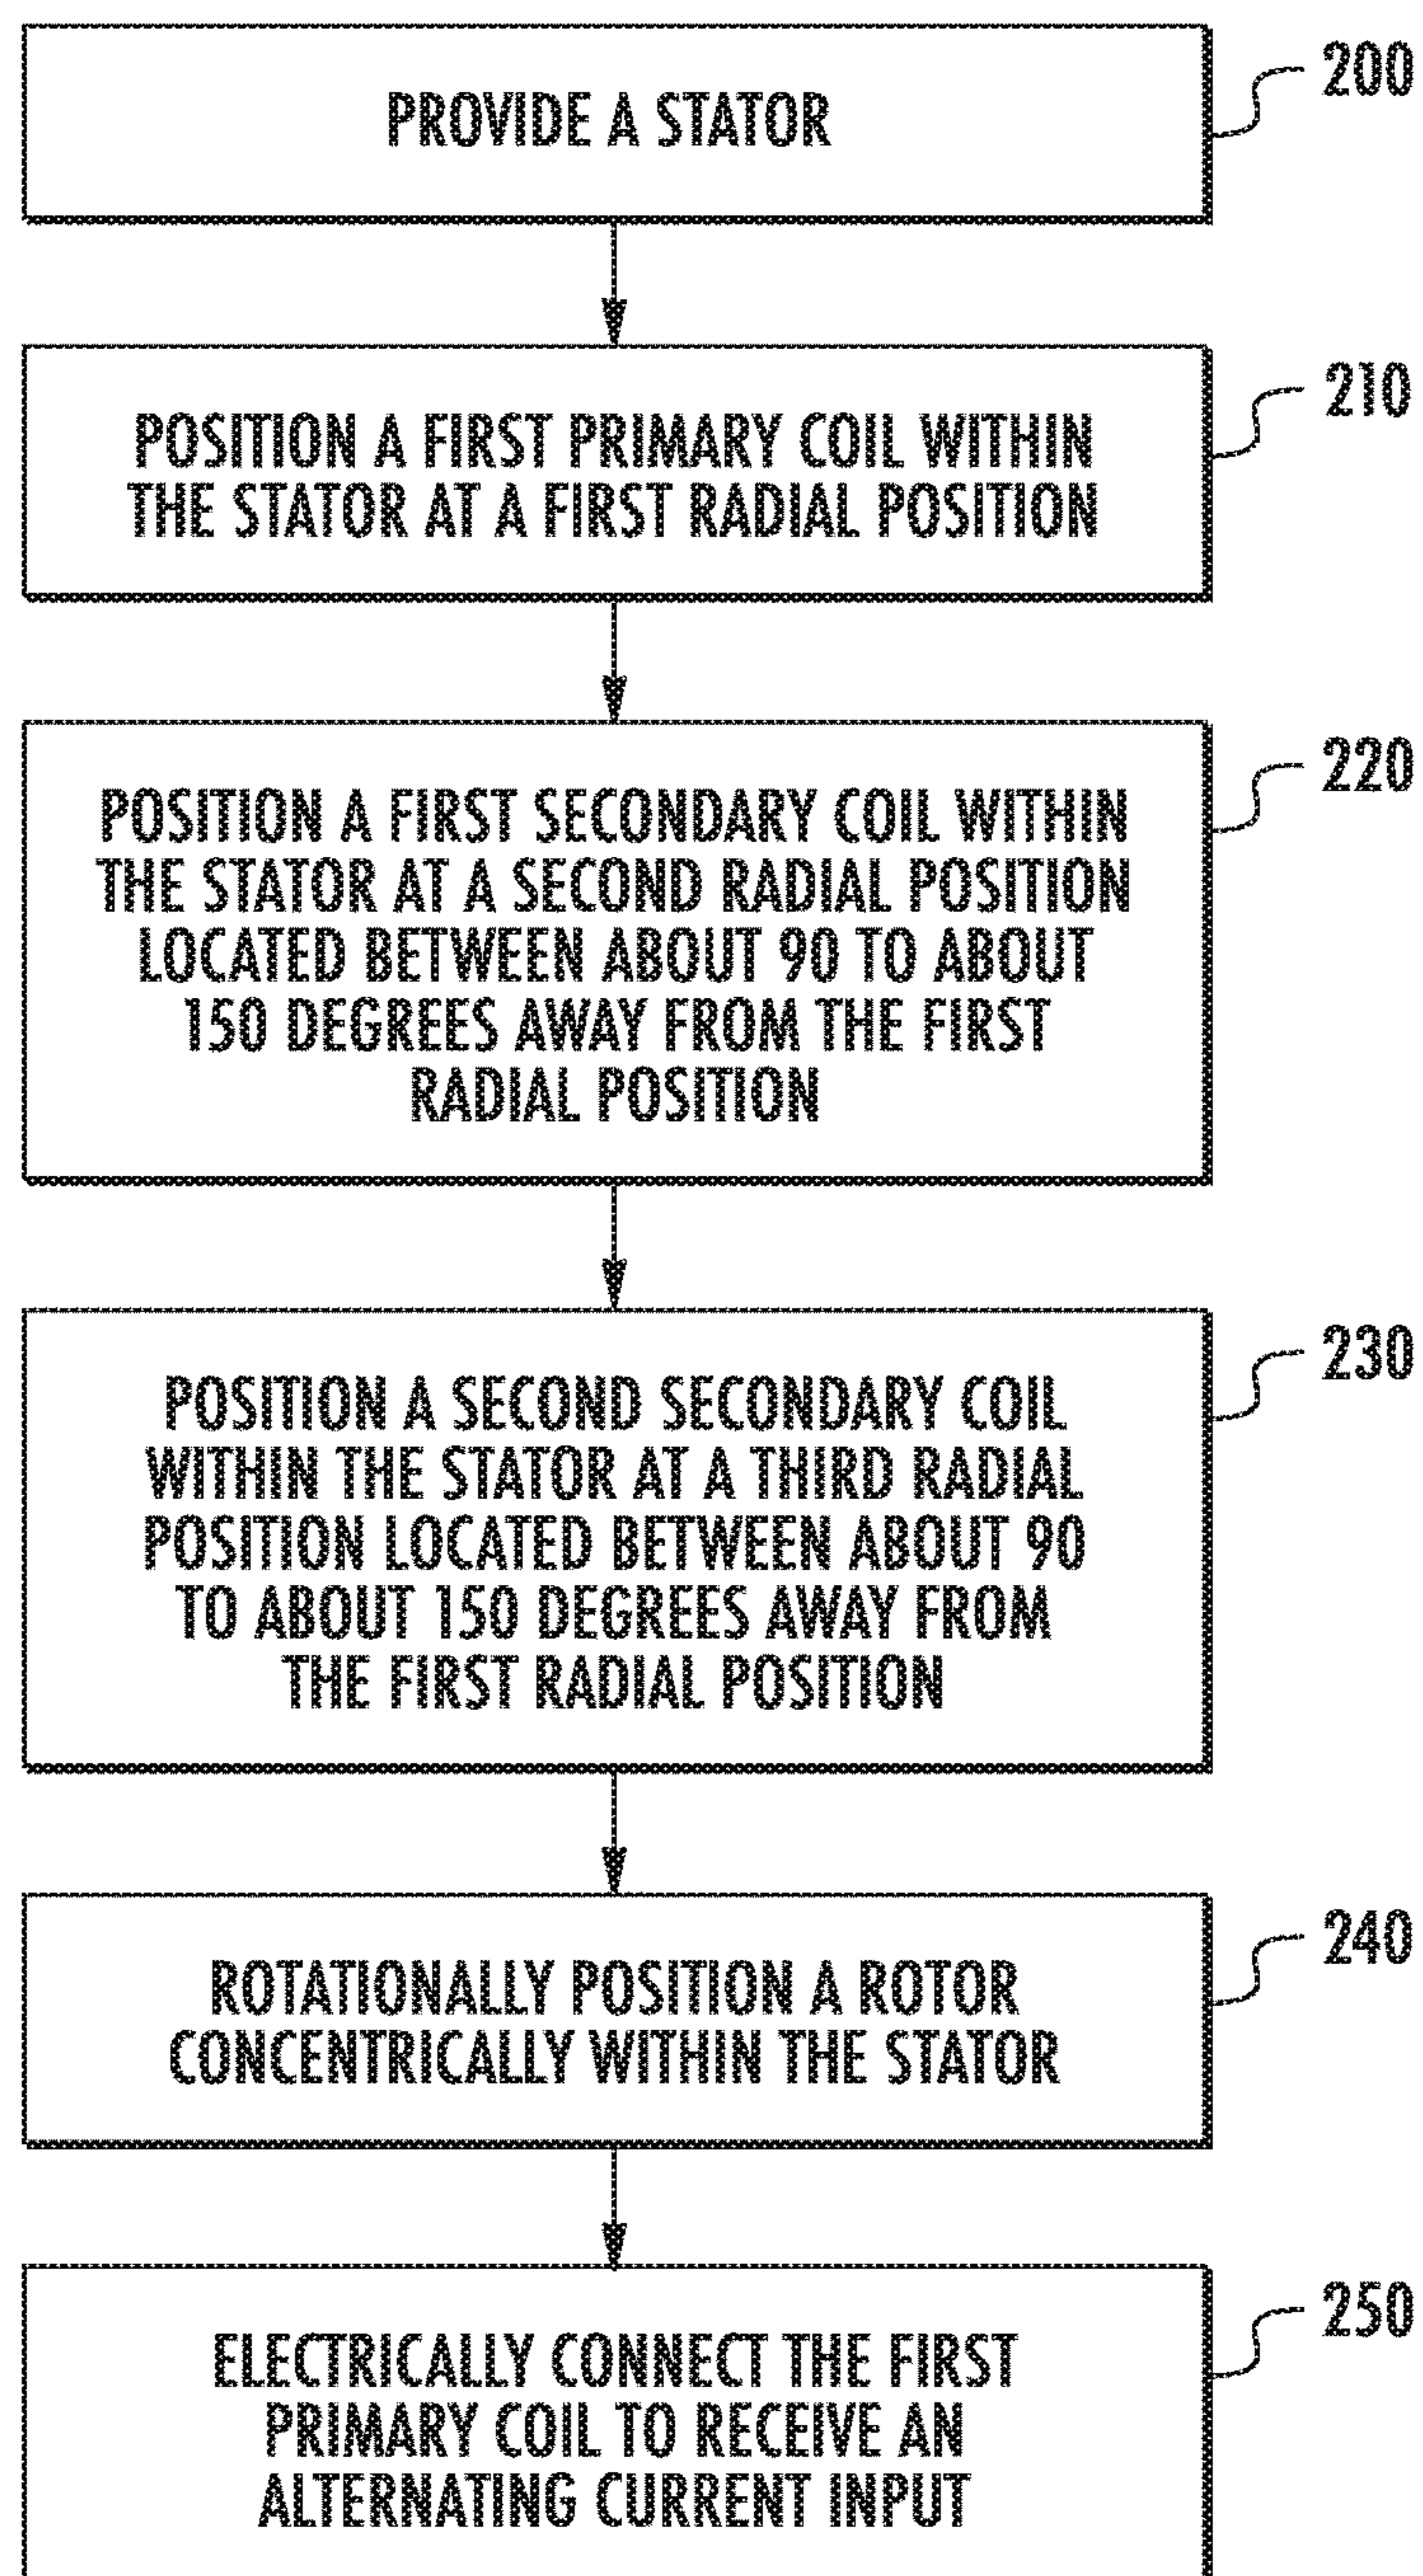 PROVIDE A STATOR
200
POSITION A FIRST PRIMARY COIL WITHIN
THE STATOR AT A FIRST RADIAL POSITION
210
POSITION A FIRST SECONDARY COIL WITHIN
THE STATOR AT A SECOND RADIAL POSITION
LOCATED BETWEEN ABOUT 90 TO ABOUT
150 DEGREES AWAY FROM THE FIRST
RADIAL POSITION
220
POSITION A SECOND SECONDARY COIL
WITHIN THE STATOR AT A THIRD RADIAL
POSITION LOCATED BETWEEN ABOUT 90
TO ABOUT 150 DEGREES AWAY FROM
THE FIRST RADIAL POSITION
230
ROTATIONALLY POSITION A ROTOR
CONCENTRICALLY WITHIN THE STATOR
240
ELECTRICALLY CONNECT THE FIRST
PRIMARY COIL TO RECEIVE AN
ALTERNATING CURRENT INPUT
250